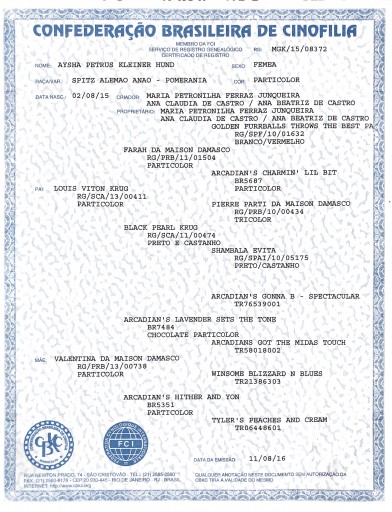 CONFEDERAÇÃO BRASILEIRA DE CINOFILIA
MEMBRO DA FCI
SERVIÇO DE REGISTRO GENEALÓGICO
CERTIFICADO DE REGISTRO
RG MGK/15/08372
NOME: AYSHA PETRUS KLEINER HUND SEXO FEMEA
RAÇA/VAR.: SPITZ ALEMAO ANAO - POMERANIA COR PARTICOLOR
DATA NASC.: 02/08/15 CRIADOR MARIA PETRONILHA FERRAZ JUNQUEIRA
ANA CLAUDIA DE CASTRO / ANA BEATRIZ DE CASTRO
PROPRIETÁRIO: MARIA PETRONILHA FERRAZ JUNQUEIRA
ANA CLAUDIA DE CASTRO / ANA BEATRIZ DE CASTRO
GOLDEN FURRBALLS THROWS THE BEST PA
RG/SPF/10/01632
BRANCO/VERMELHO
PARAH DA MAISON DAMASCO
RG/PRB/11/01504
PARTICOLOR
ARCADIAN'S CHARMIN' LIL BIT
BR5687
PARTICOLOR
PAI: LOUIS VITON KRUG
RG/SCA/13/00411
PARTICOLOR
PIERRE PARTI DA MAISON DAMASCO
RG/PRB/10/00434
TRICOLOR
BLACK PEARL KRUG
RG/SCA/11/00474
PRETO E CASTANHO
SHAMBALA EVITA
RG/SPAI/10/05175
PRETO/CASTANHO
ARCADIAN'S GONNA B - SPECTACULAR
TR76539001
ARCADIAN'S LAVENDER SETS THE TONE
BR7484
CHOCOLATE PARTICOLOR
ARCADIANS GOT THE MIDAS TOUCH
TR58018002
MÃE: VALENTINA DA MAISON DAMASCO
RG/PRB/13/00738
PARTICOLOR
WINSOME BLIZZARD N BLUES
TR21386303
ARCADIAN'S HITHER AND YON
BR5351
PARTICOLOR
TYLER'S PEACHES AND CREAM
TR06448601
CBKC
FCI
DATA DA EMISSÃO: 11/08/16
RUA NEWTON PRADO, 74 - SÃO CRISTÓVÃO - TEL.: (21)
FAX: (21) - CEP 20.930-445 - RIO DE JANEIRO - RJ - BRASIL
INTERNET: http://www.cbkc.org
QUALQUER ANOTAÇÃO NESTE DOCUMENTO SEM AUTORIZAÇÃO DA
CBKC TIRA A VALIDADE DO MESMO